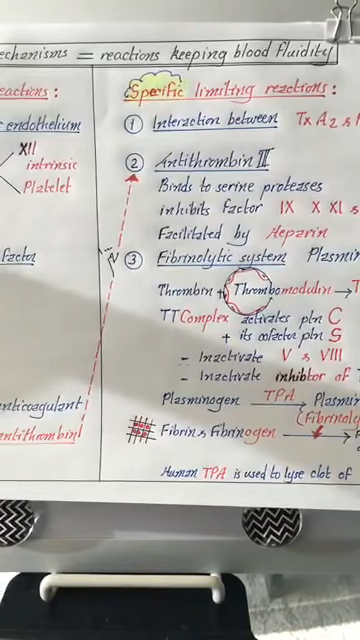 echanisms = reactions keeping blood fluidity
eactions:
endothelium
XII
intrinsic
Platelet
factor
anticoagulant
antithrombin
Specific limiting reactions:
① Interaction between TxA2 &
② Antithrombin III
Binds to serine proteases
inhibits factor IX X XI &
Facilitated by Heparin
③ Fibrinolytic system Plasmin
Thrombin + Thrombomodulin → T
TT Complex activates ptn C
+ its cofactor ptn S
- Inactivate V & VIII
- Inactivate inhibitor of T
Plasminogen TPA → Plasmin
(Fibrinol
Fibrin & Fibrinogen →
Human TPA is used to lyse clot of